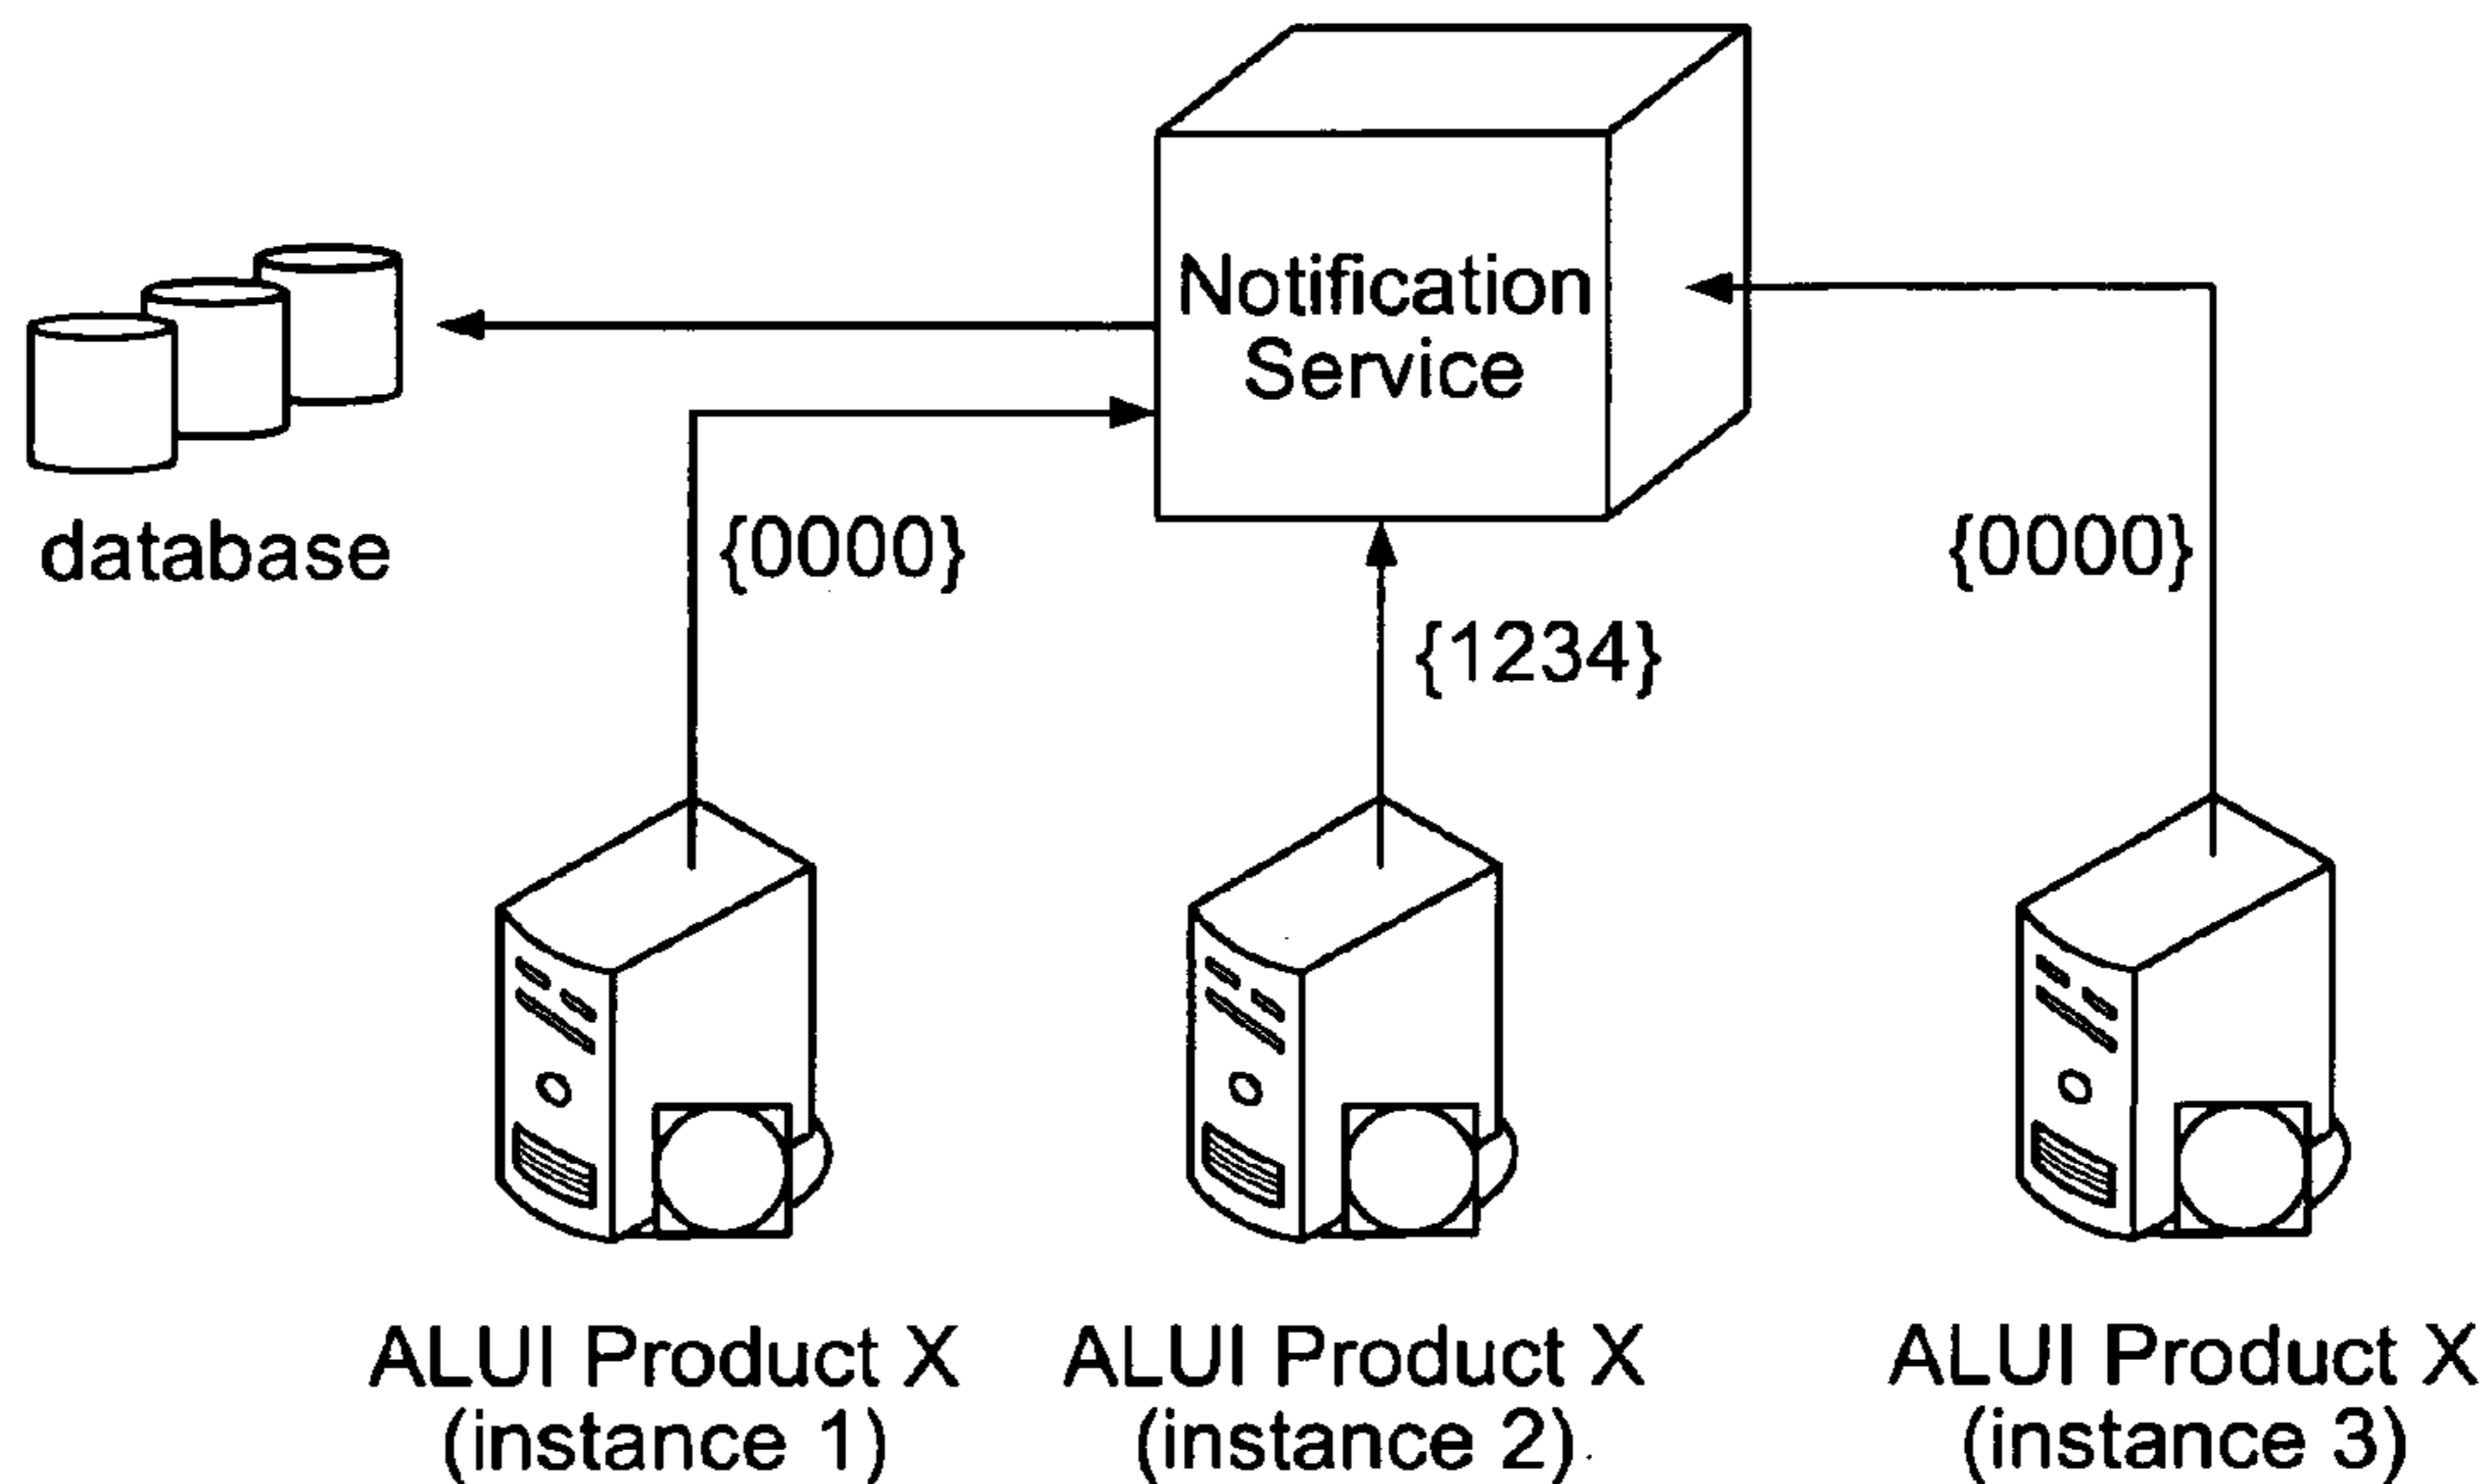 Notification
Service
database
{0000}
{0000}
{1234}
ALUI Product X
(instance 1)
ALUI Product X
(instance 2)
ALUI Product X
(instance 3)